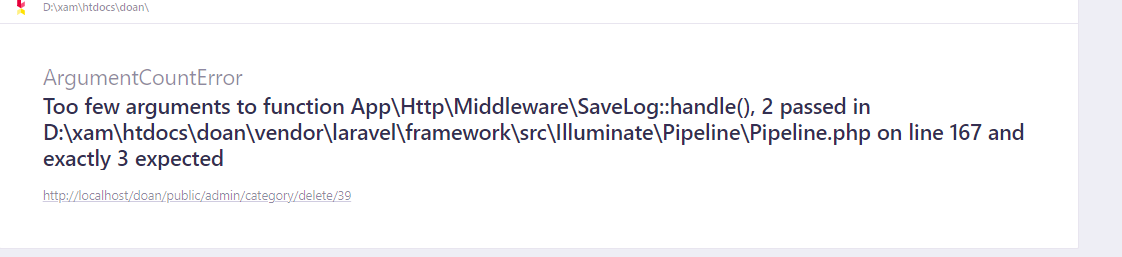 D:\xam\htdocs\doan\
ArgumentCountError
Too few arguments to function App\Http\Middleware\SaveLog::handle(), 2 passed in
D:\xam\htdocs\doan\vendor\laravel\framework\src\Illuminate\Pipeline\Pipeline.php on line 167 and
exactly 3 expected
http://localhost/doan/public/admin/category/delete/39